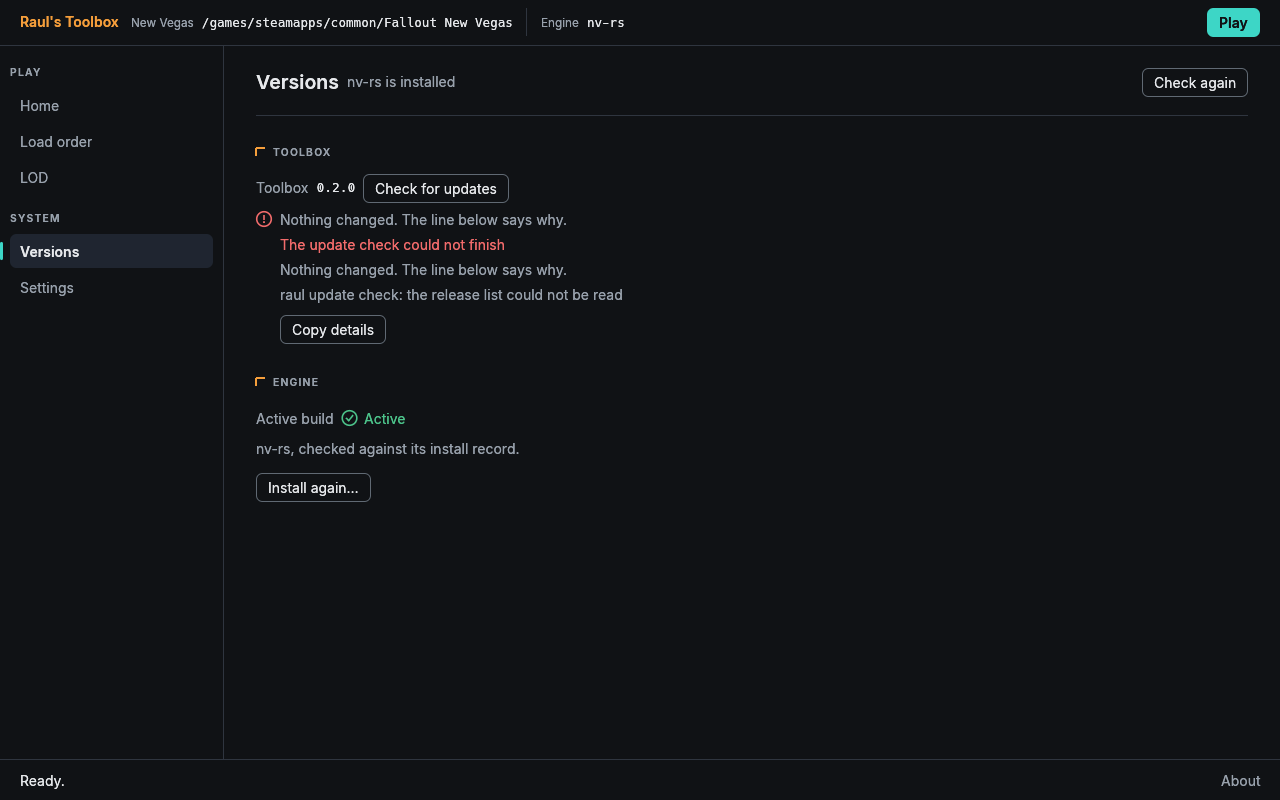 Raul's Toolbox New Vegas /games/steamapps/common/Fallout New Vegas Engine nv-rs Play
PLAY
Home
Load order
LOD
SYSTEM
Versions
Settings
Versions nv-rs is installed Check again
TOOLBOX
Toolbox 0.2.0 Check for updates
Nothing changed. The line below says why.
The update check could not finish
Nothing changed. The line below says why.
raul update check: the release list could not be read
Copy details
ENGINE
Active build Active
nv-rs, checked against its install record.
Install again...
Ready. About